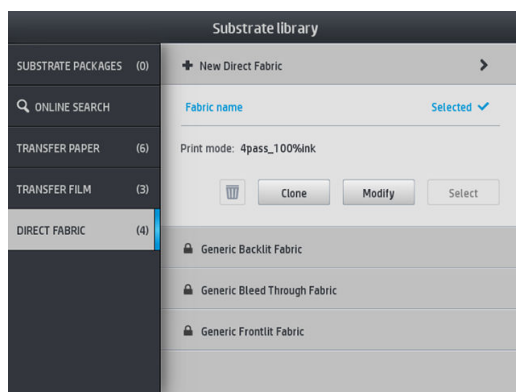 Substrate library
SUBSTRATE PACKAGES (0)
ONLINE SEARCH
TRANSFER PAPER (6)
TRANSFER FILM (3)
DIRECT FABRIC (4)
New Direct Fabric
Fabric name Selected
Print mode: 4pass_100%ink
Clone Modify Select
Generic Backlit Fabric
Generic Bleed Through Fabric
Generic Frontlit Fabric